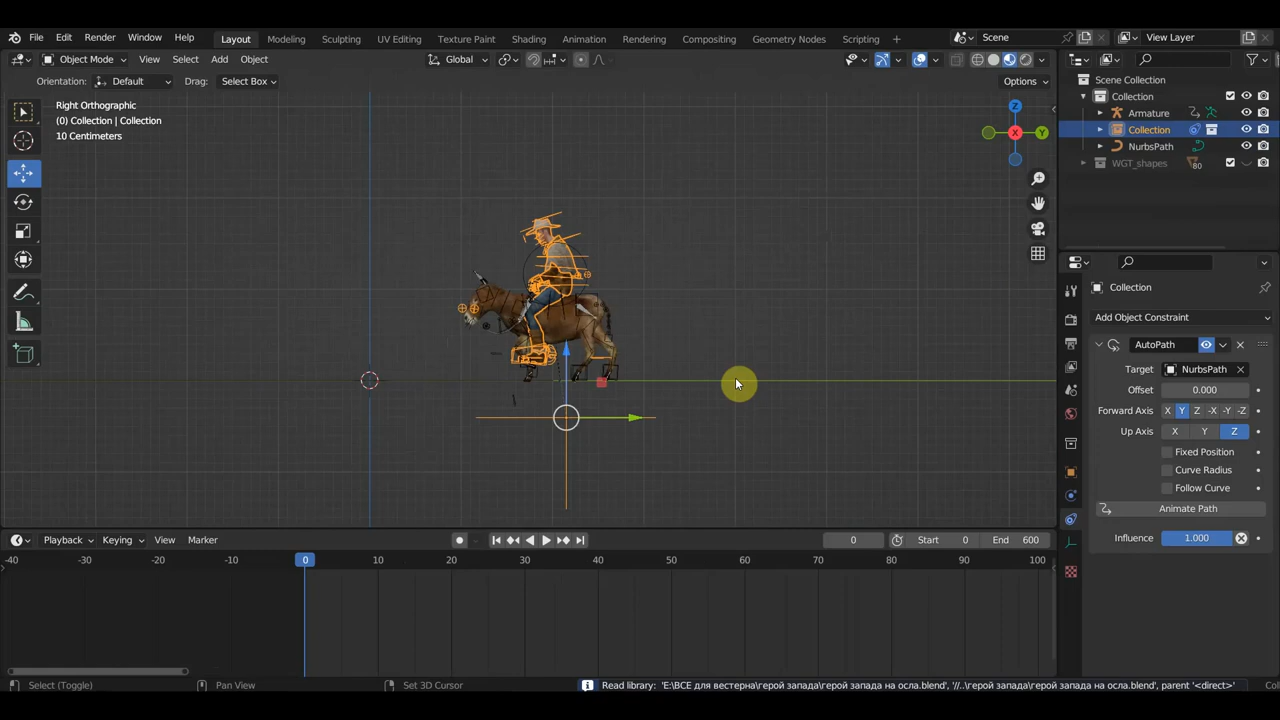 File Edit Render Window Help Layout Modeling Sculpting UV Editing Texture Paint Shading Animation Rendering Compositing Geometry Nodes Scripting + Scene View Layer
Object Mode View Select Add Object Global Options
Orientation: Default Drag: Select Box
Right Orthographic
(0) Collection | Collection
10 Centimeters
Z
Y
X
Scene Collection
Collection
Armature
Collection
NurbsPath
WGT_shapes 80
Collection
Add Object Constraint
AutoPath
Target NurbsPath
Offset 0.000
Forward Axis X Y Z -X -Y -Z
Up Axis X Y Z
Fixed Position
Curve Radius
Follow Curve
Animate Path
Influence 1.000
Playback Keying View Marker 0 Start 0 End 600
-40 -30 -20 -10 0 10 20 30 40 50 60 70 80 90 100
Select (Toggle) Pan View Set 3D Cursor Read library: 'E:\ВСЕ для вестерна\герой запада\герой запада на осла.blend', '//..\герой запада\герой запада на осла.blend', parent '<direct>'